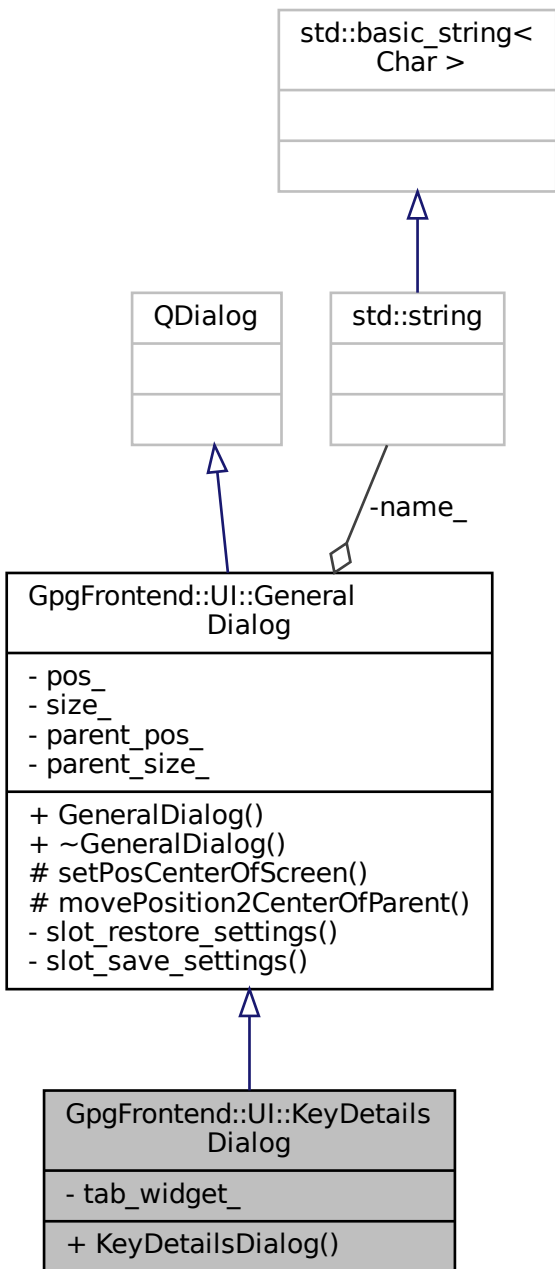 std::basic_string<
Char >
QDialog
std::string
-name_
GpgFrontend::UI::General
Dialog
- pos_
- size_
- parent_pos_
- parent_size_
+ GeneralDialog()
+ ~GeneralDialog()
# setPosCenterOfScreen()
# movePosition2CenterOfParent()
- slot_restore_settings()
- slot_save_settings()
GpgFrontend::UI::KeyDetails
Dialog
- tab_widget_
+ KeyDetailsDialog()